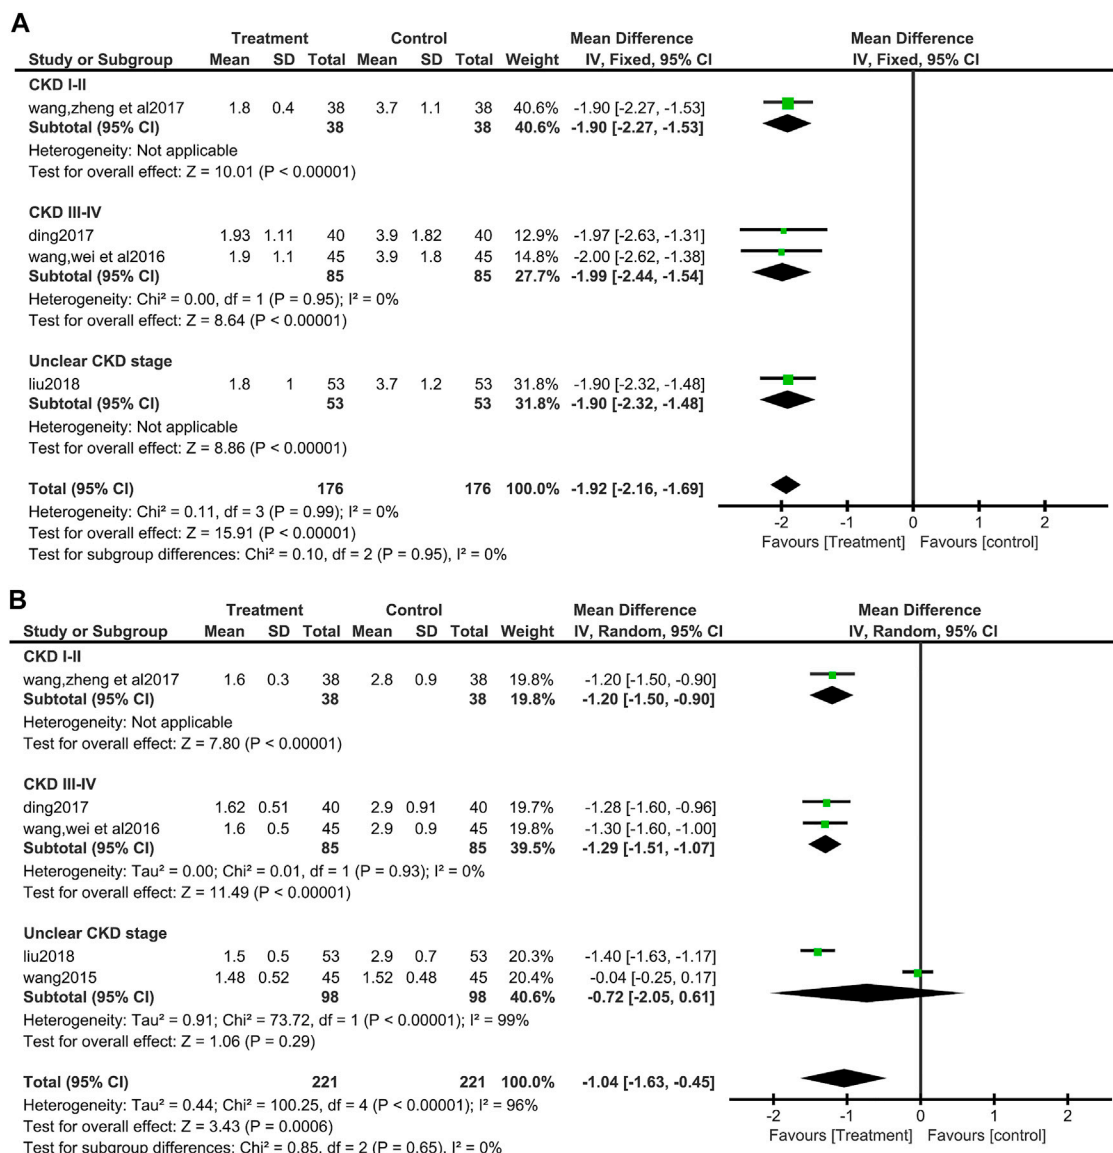 A
Treatment Control Mean Difference Mean Difference
Study or Subgroup Mean SD Total Mean SD Total Weight IV, Fixed, 95% CI IV, Fixed, 95% CI
CKD I-II
wang,zheng et al2017 1.8 0.4 38 3.7 1.1 38 40.6% -1.90 [-2.27, -1.53]
Subtotal (95% CI) 38 38 40.6% -1.90 [-2.27, -1.53]
Heterogeneity: Not applicable
Test for overall effect: Z = 10.01 (P < 0.00001)
CKD III-IV
ding2017 1.93 1.11 40 3.9 1.82 40 12.9% -1.97 [-2.63, -1.31]
wang,wei et al2016 1.9 1.1 45 3.9 1.8 45 14.8% -2.00 [-2.62, -1.38]
Subtotal (95% CI) 85 85 27.7% -1.99 [-2.44, -1.54]
Heterogeneity: Chi² = 0.00, df = 1 (P = 0.95); I² = 0%
Test for overall effect: Z = 8.64 (P < 0.00001)
Unclear CKD stage
liu2018 1.8 1 53 3.7 1.2 53 31.8% -1.90 [-2.32, -1.48]
Subtotal (95% CI) 53 53 31.8% -1.90 [-2.32, -1.48]
Heterogeneity: Not applicable
Test for overall effect: Z = 8.86 (P < 0.00001)
Total (95% CI) 176 176 100.0% -1.92 [-2.16, -1.69]
Heterogeneity: Chi² = 0.11, df = 3 (P = 0.99); I² = 0%
Test for overall effect: Z = 15.91 (P < 0.00001)
Test for subgroup differences: Chi² = 0.10, df = 2 (P = 0.95), I² = 0%
-2 -1 0 1 2
Favours [Treatment] Favours [control]
B
Treatment Control Mean Difference Mean Difference
Study or Subgroup Mean SD Total Mean SD Total Weight IV, Random, 95% CI IV, Random, 95% CI
CKD I-II
wang,zheng et al2017 1.6 0.3 38 2.8 0.9 38 19.8% -1.20 [-1.50, -0.90]
Subtotal (95% CI) 38 38 19.8% -1.20 [-1.50, -0.90]
Heterogeneity: Not applicable
Test for overall effect: Z = 7.80 (P < 0.00001)
CKD III-IV
ding2017 1.62 0.51 40 2.9 0.91 40 19.7% -1.28 [-1.60, -0.96]
wang,wei et al2016 1.6 0.5 45 2.9 0.9 45 19.8% -1.30 [-1.60, -1.00]
Subtotal (95% CI) 85 85 39.5% -1.29 [-1.51, -1.07]
Heterogeneity: Tau² = 0.00; Chi² = 0.01, df = 1 (P = 0.93); I² = 0%
Test for overall effect: Z = 11.49 (P < 0.00001)
Unclear CKD stage
liu2018 1.5 0.5 53 2.9 0.7 53 20.3% -1.40 [-1.63, -1.17]
wang2015 1.48 0.52 45 1.52 0.48 45 20.4% -0.04 [-0.25, 0.17]
Subtotal (95% CI) 98 98 40.6% -0.72 [-2.05, 0.61]
Heterogeneity: Tau² = 0.91; Chi² = 73.72, df = 1 (P < 0.00001); I² = 99%
Test for overall effect: Z = 1.06 (P = 0.29)
Total (95% CI) 221 221 100.0% -1.04 [-1.63, -0.45]
Heterogeneity: Tau² = 0.44; Chi² = 100.25, df = 4 (P < 0.00001); I² = 96%
Test for overall effect: Z = 3.43 (P = 0.0006)
Test for subgroup differences: Chi² = 0.85, df = 2 (P = 0.65), I² = 0%
-2 -1 0 1 2
Favours [Treatment] Favours [control]